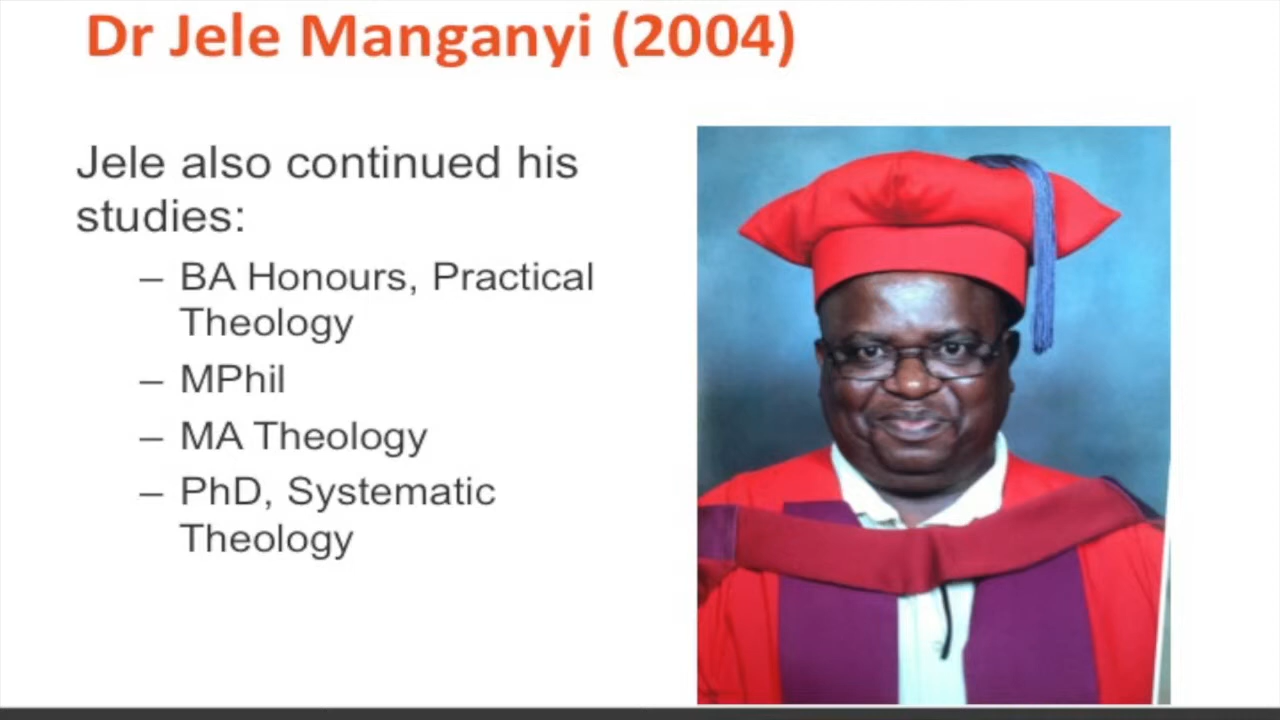 Dr Jele Manganyi (2004)
Jele also continued his
studies:
– BA Honours, Practical
Theology
– MPhil
– MA Theology
– PhD, Systematic
Theology